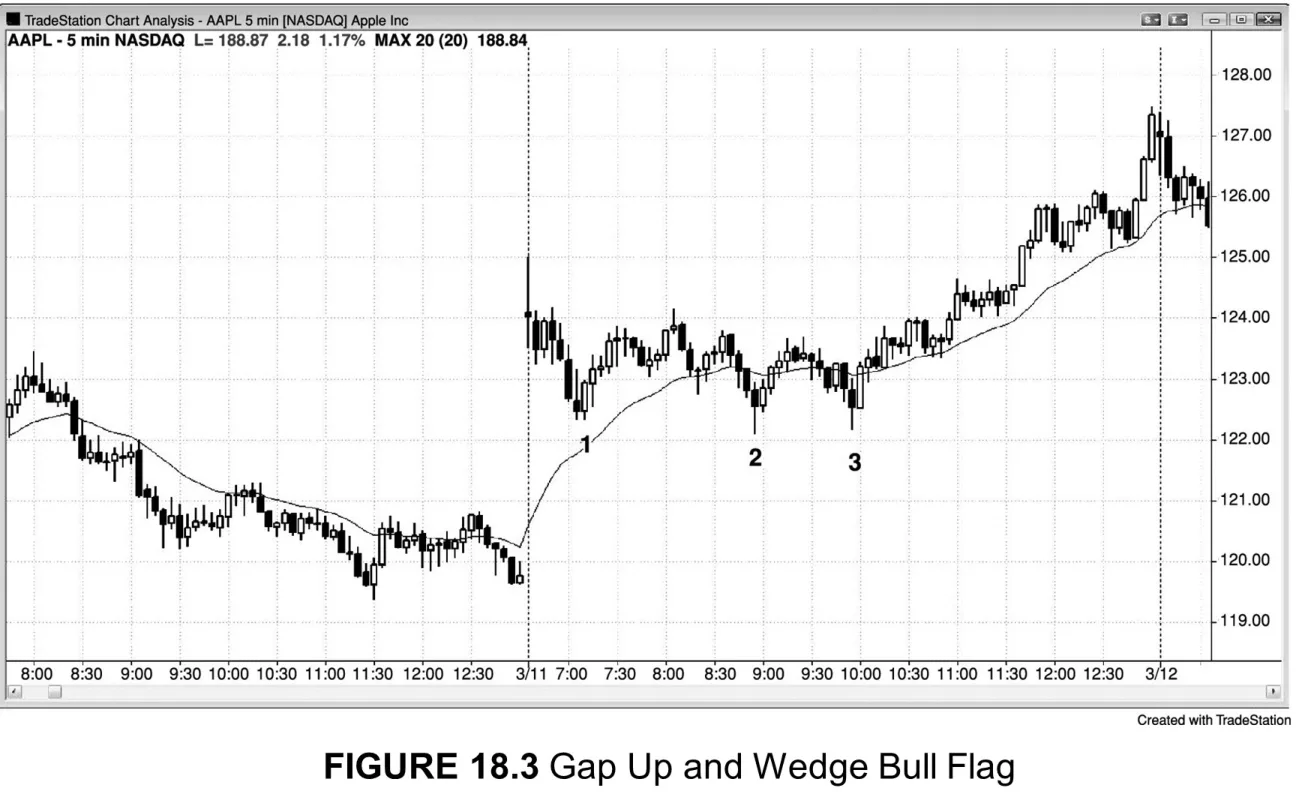 TradeStation Chart Analysis - AAPL 5 min [NASDAQ] Apple Inc
AAPL - 5 min NASDAQ L= 188.87 2.18 1.17% MAX 20 (20) 188.84
128.00
127.00
126.00
125.00
124.00
123.00
122.00
121.00
120.00
119.00
1
2
3
8:00 8:30 9:00 9:30 10:00 10:30 11:00 11:30 12:00 12:30 3/11 7:00 7:30 8:00 8:30 9:00 9:30 10:00 10:30 11:00 11:30 12:00 12:30 3/12
Created with TradeStation
FIGURE 18.3 Gap Up and Wedge Bull Flag